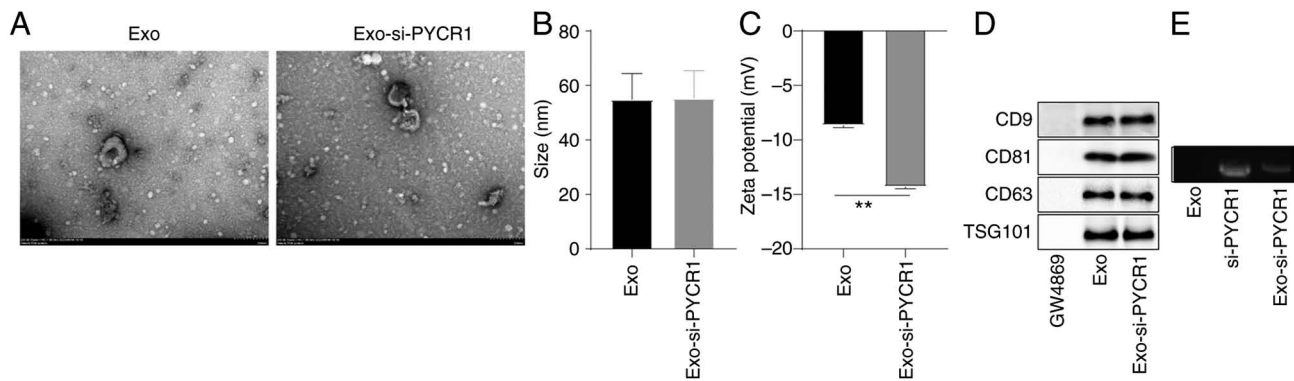 A
Exo
Exo-si-PYCR1
B
80
60
40
20
0
Size (nm)
Exo
Exo-si-PYCR1
C
0
−5
−10
−15
−20
Zeta potential (mV)
**
Exo
Exo-si-PYCR1
D
CD9
CD81
CD63
TSG101
GW4869
Exo
Exo-si-PYCR1
E
Exo
si-PYCR1
Exo-si-PYCR1